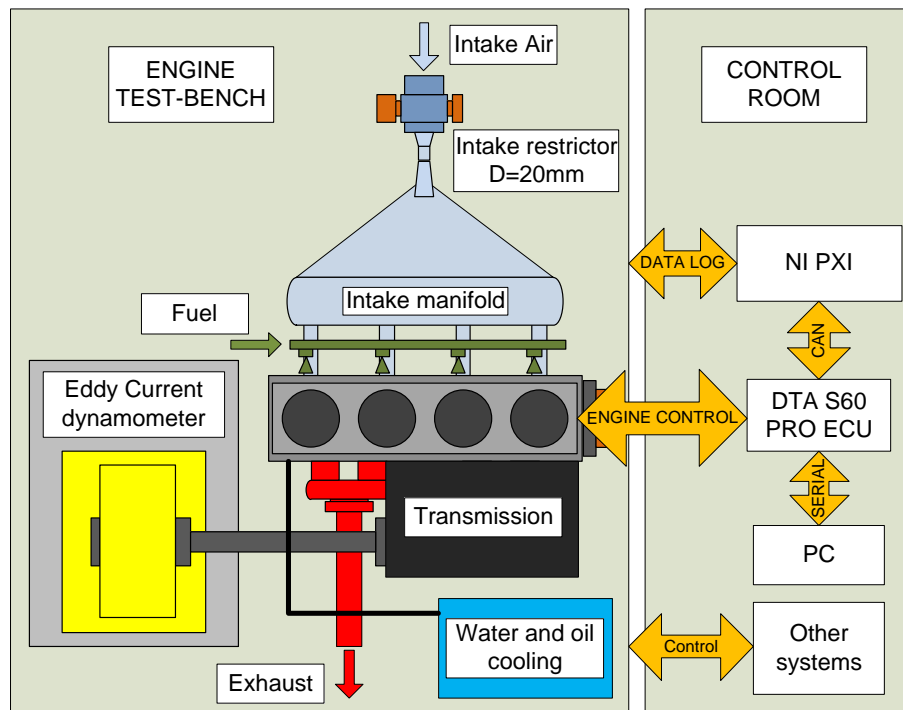 ENGINE
TEST-BENCH
Intake Air
Intake restrictor
D=20mm
Intake manifold
Fuel
Eddy Current
dynamometer
Transmission
Water and oil
cooling
Exhaust
CONTROL
ROOM
DATA LOG
NI PXI
CAN
ENGINE CONTROL
DTA S60
PRO ECU
SERIAL
PC
Control
Other
systems